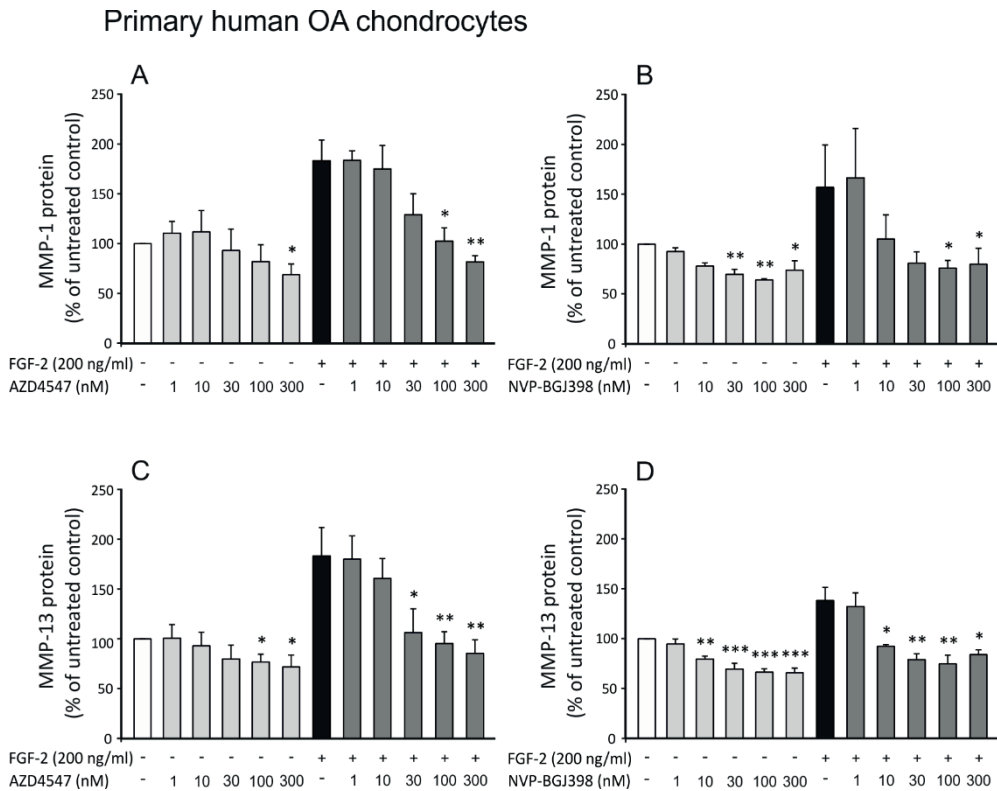 Primary human OA chondrocytes
A
MMP-1 protein
(% of untreated control)
250
200
150
100
50
0
*
*
**
FGF-2 (200 ng/ml) - - - - - - + + + + + +
AZD4547 (nM) - 1 10 30 100 300 - 1 10 30 100 300
B
MMP-1 protein
(% of untreated control)
250
200
150
100
50
0
**
**
*
*
*
FGF-2 (200 ng/ml) - - - - - - + + + + + +
NVP-BGJ398 (nM) - 1 10 30 100 300 - 1 10 30 100 300
C
MMP-13 protein
(% of untreated control)
250
200
150
100
50
0
*
*
*
**
**
FGF-2 (200 ng/ml) - - - - - - + + + + + +
AZD4547 (nM) - 1 10 30 100 300 - 1 10 30 100 300
D
MMP-13 protein
(% of untreated control)
250
200
150
100
50
0
**
***
***
***
*
**
**
*
FGF-2 (200 ng/ml) - - - - - - + + + + + +
NVP-BGJ398 (nM) - 1 10 30 100 300 - 1 10 30 100 300